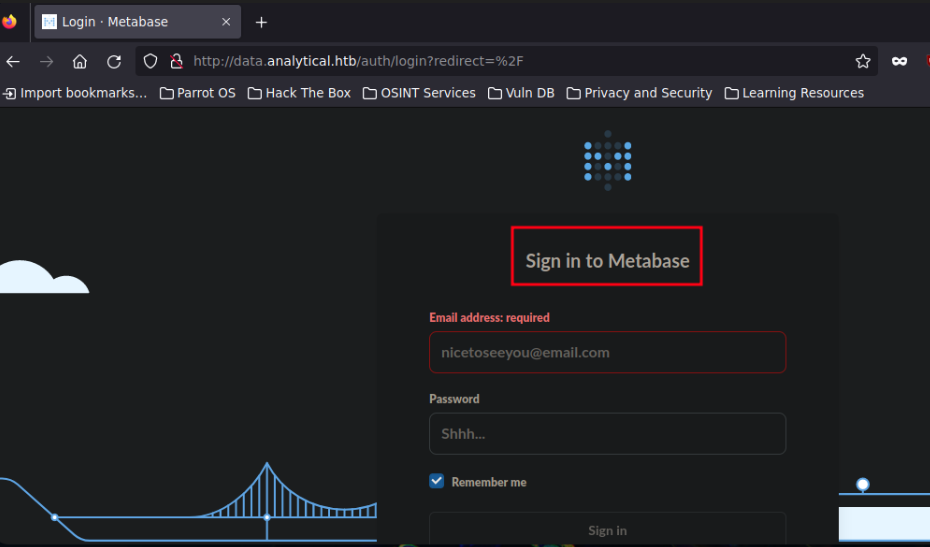 Login · Metabase
http://data.analytical.htb/auth/login?redirect=%2F
Import bookmarks... Parrot OS Hack The Box OSINT Services Vuln DB Privacy and Security Learning Resources
Sign in to Metabase
Email address: required
nicetoseeyou@email.com
Password
Shhh...
Remember me
Sign in